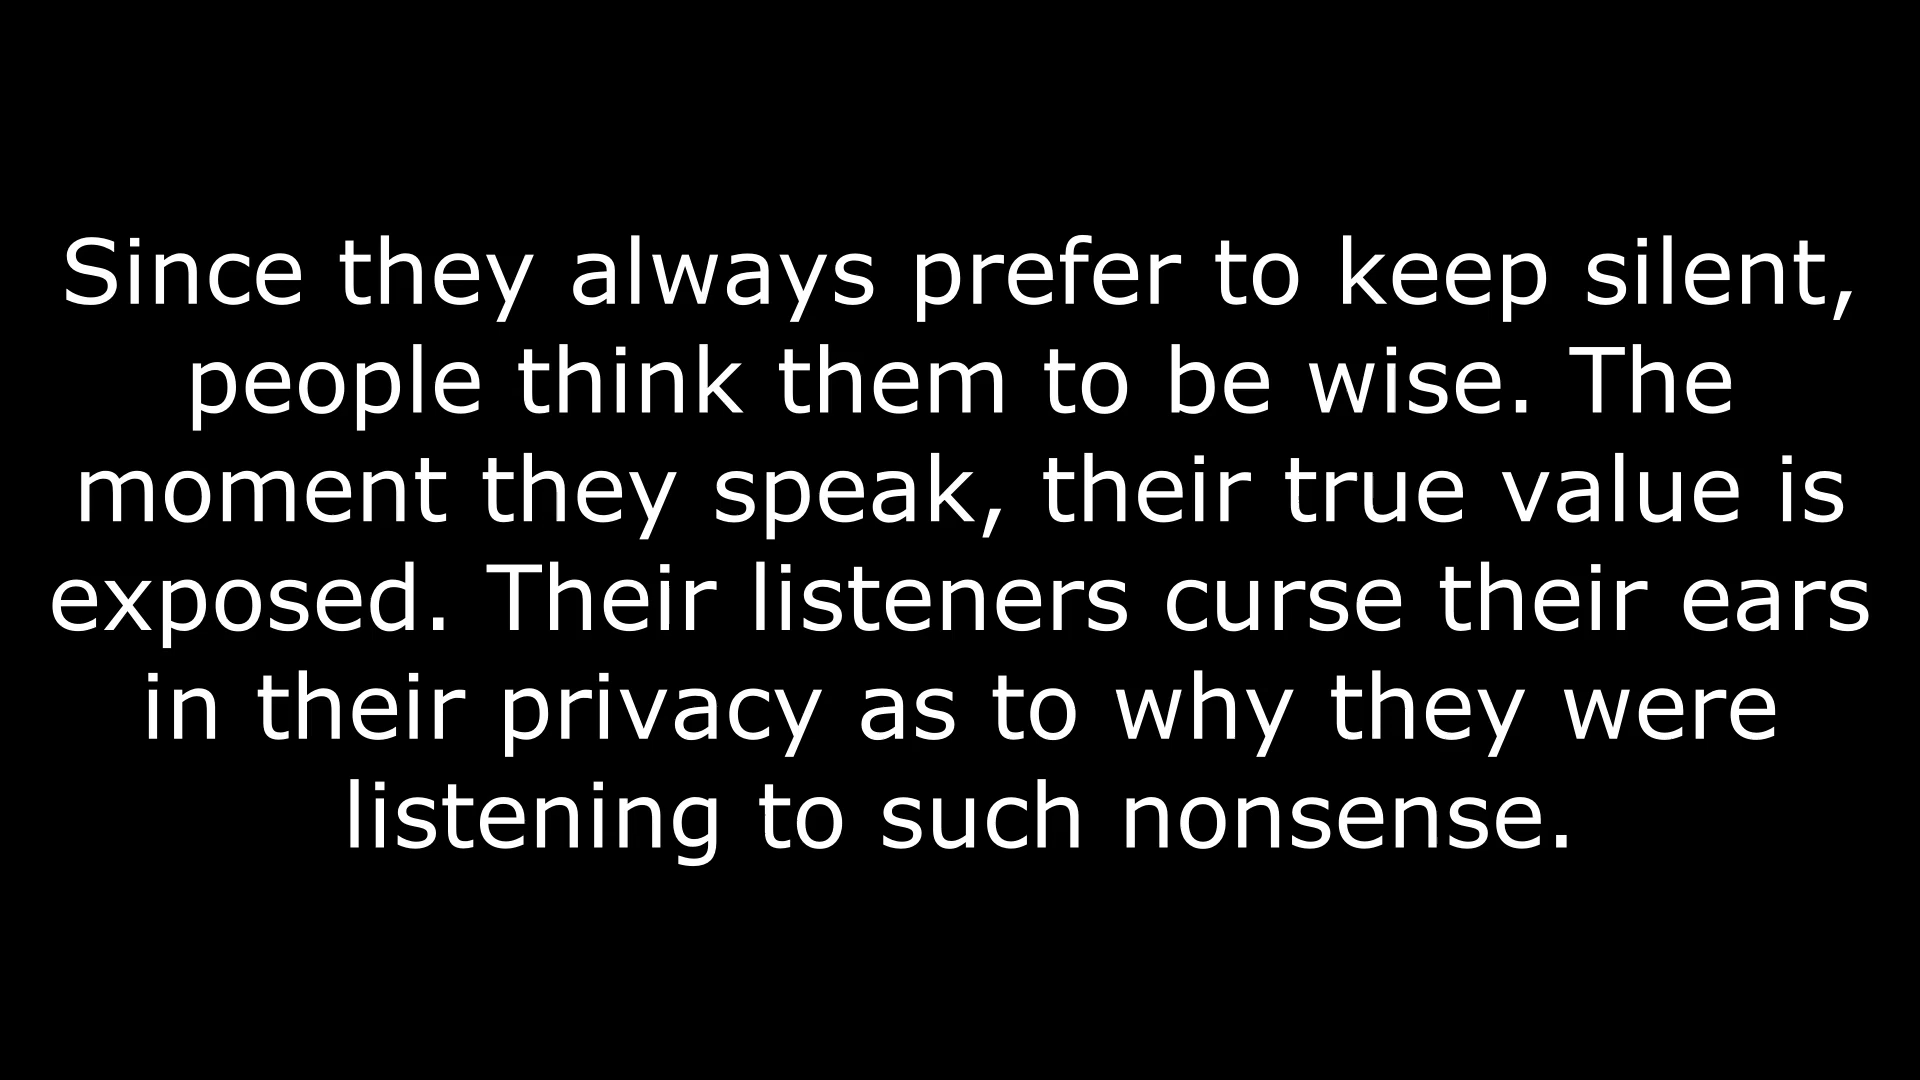 Since they always prefer to keep silent,
people think them to be wise. The
moment they speak, their true value is
exposed. Their listeners curse their ears
in their privacy as to why they were
listening to such nonsense.